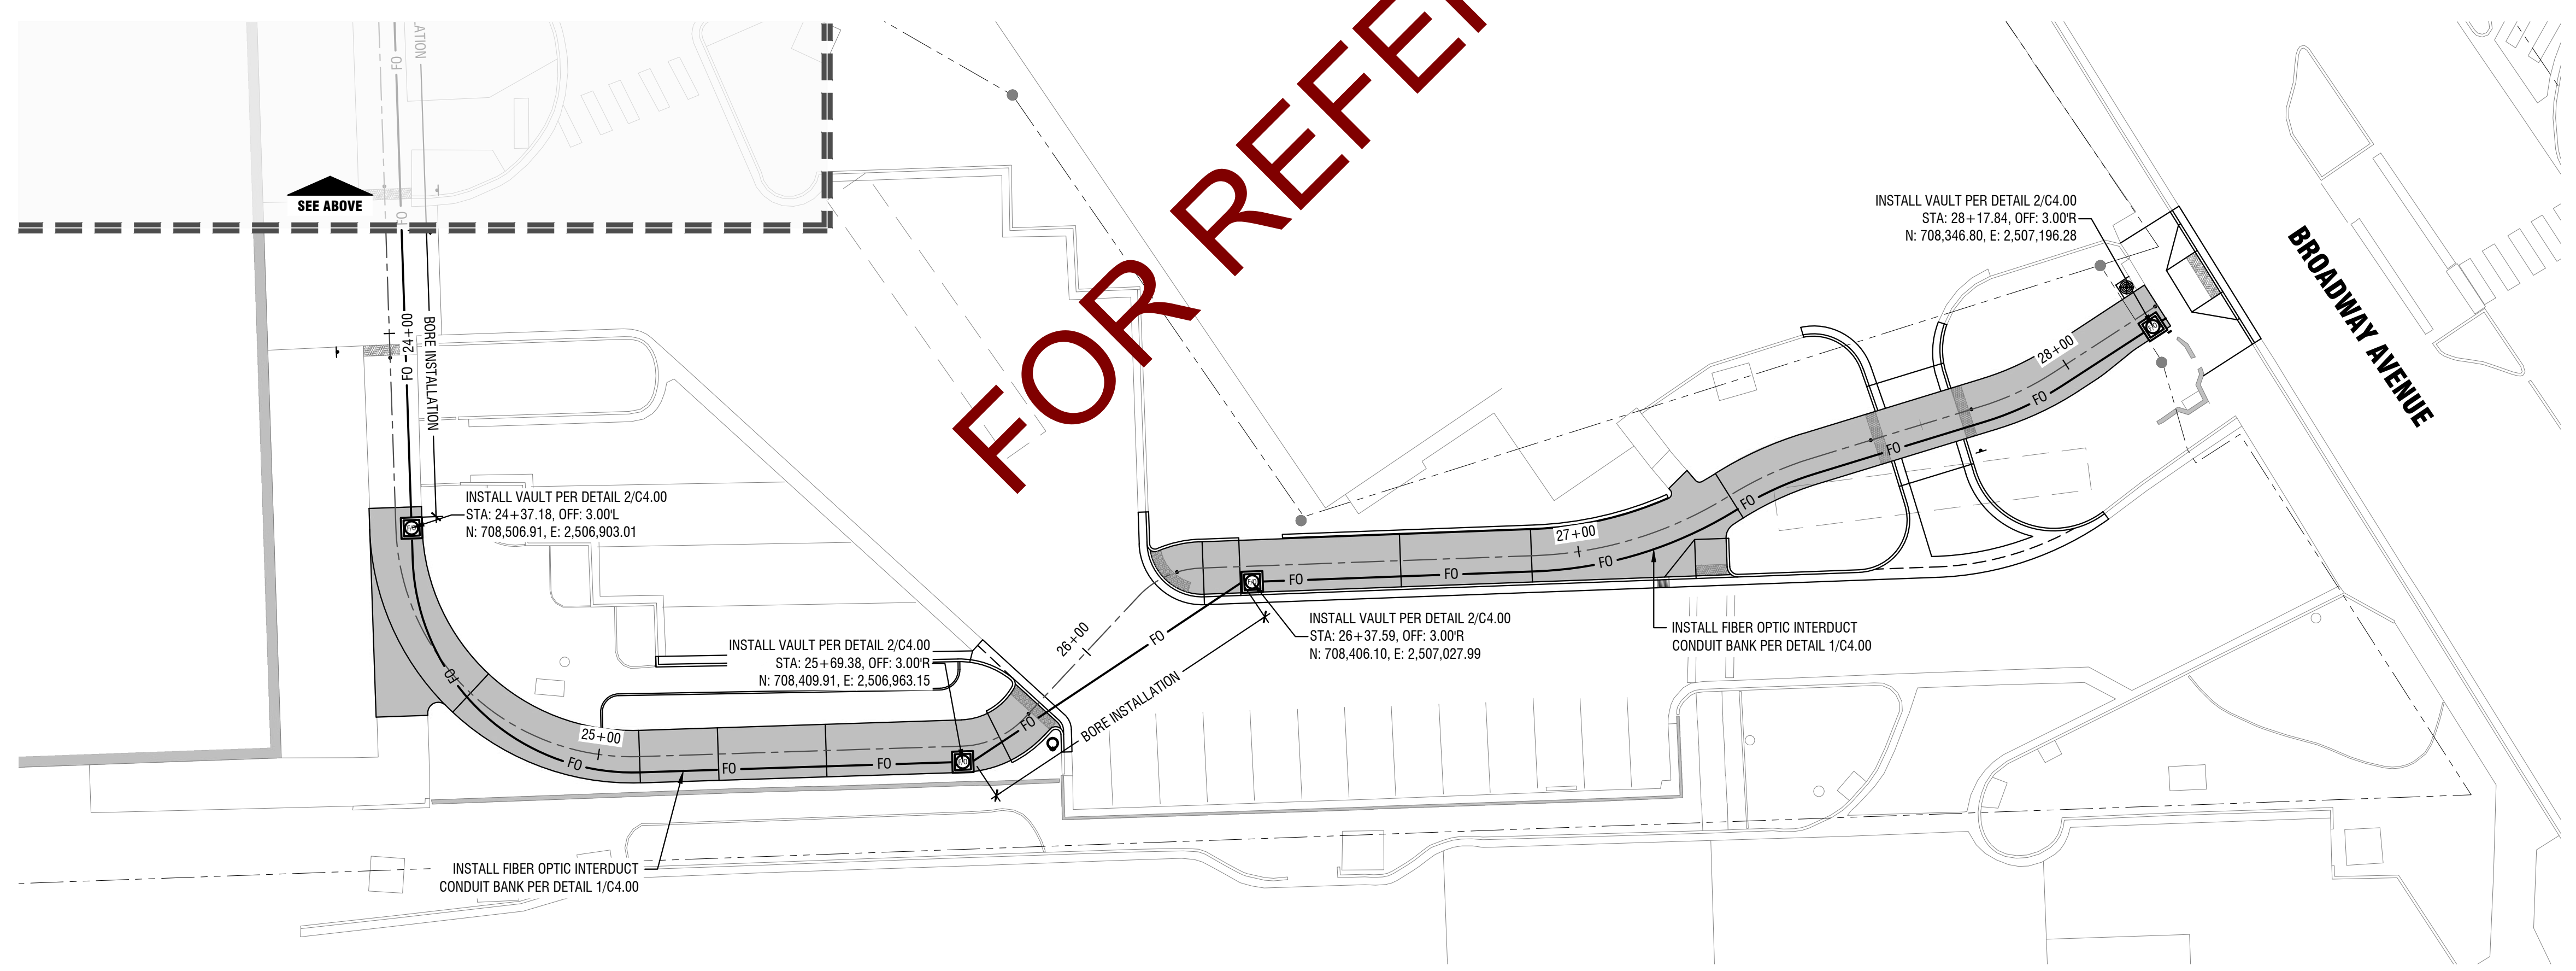 ATION
FO
FO
SEE ABOVE
FOR REFE
INSTALL VAULT PER DETAIL 2/C4.00
STA: 28+17.84, OFF: 3.00'R
N: 708,346.80, E: 2,507,196.28
BROADWAY AVENUE
24+00
FO
BORE INSTALLATION
28+00
FO
FO
FO
INSTALL VAULT PER DETAIL 2/C4.00
STA: 24+37.18, OFF: 3.00'L
N: 708,506.91, E: 2,506,903.01
27+00
FO
FO
FO
26+00
FO
INSTALL VAULT PER DETAIL 2/C4.00
STA: 26+37.59, OFF: 3.00'R
N: 708,406.10, E: 2,507,027.99
INSTALL FIBER OPTIC INTERDUCT
CONDUIT BANK PER DETAIL 1/C4.00
INSTALL VAULT PER DETAIL 2/C4.00
STA: 25+69.38, OFF: 3.00'R
N: 708,409.91, E: 2,506,963.15
FO
BORE INSTALLATION
FO
25+00
FO
FO
FO
INSTALL FIBER OPTIC INTERDUCT
CONDUIT BANK PER DETAIL 1/C4.00